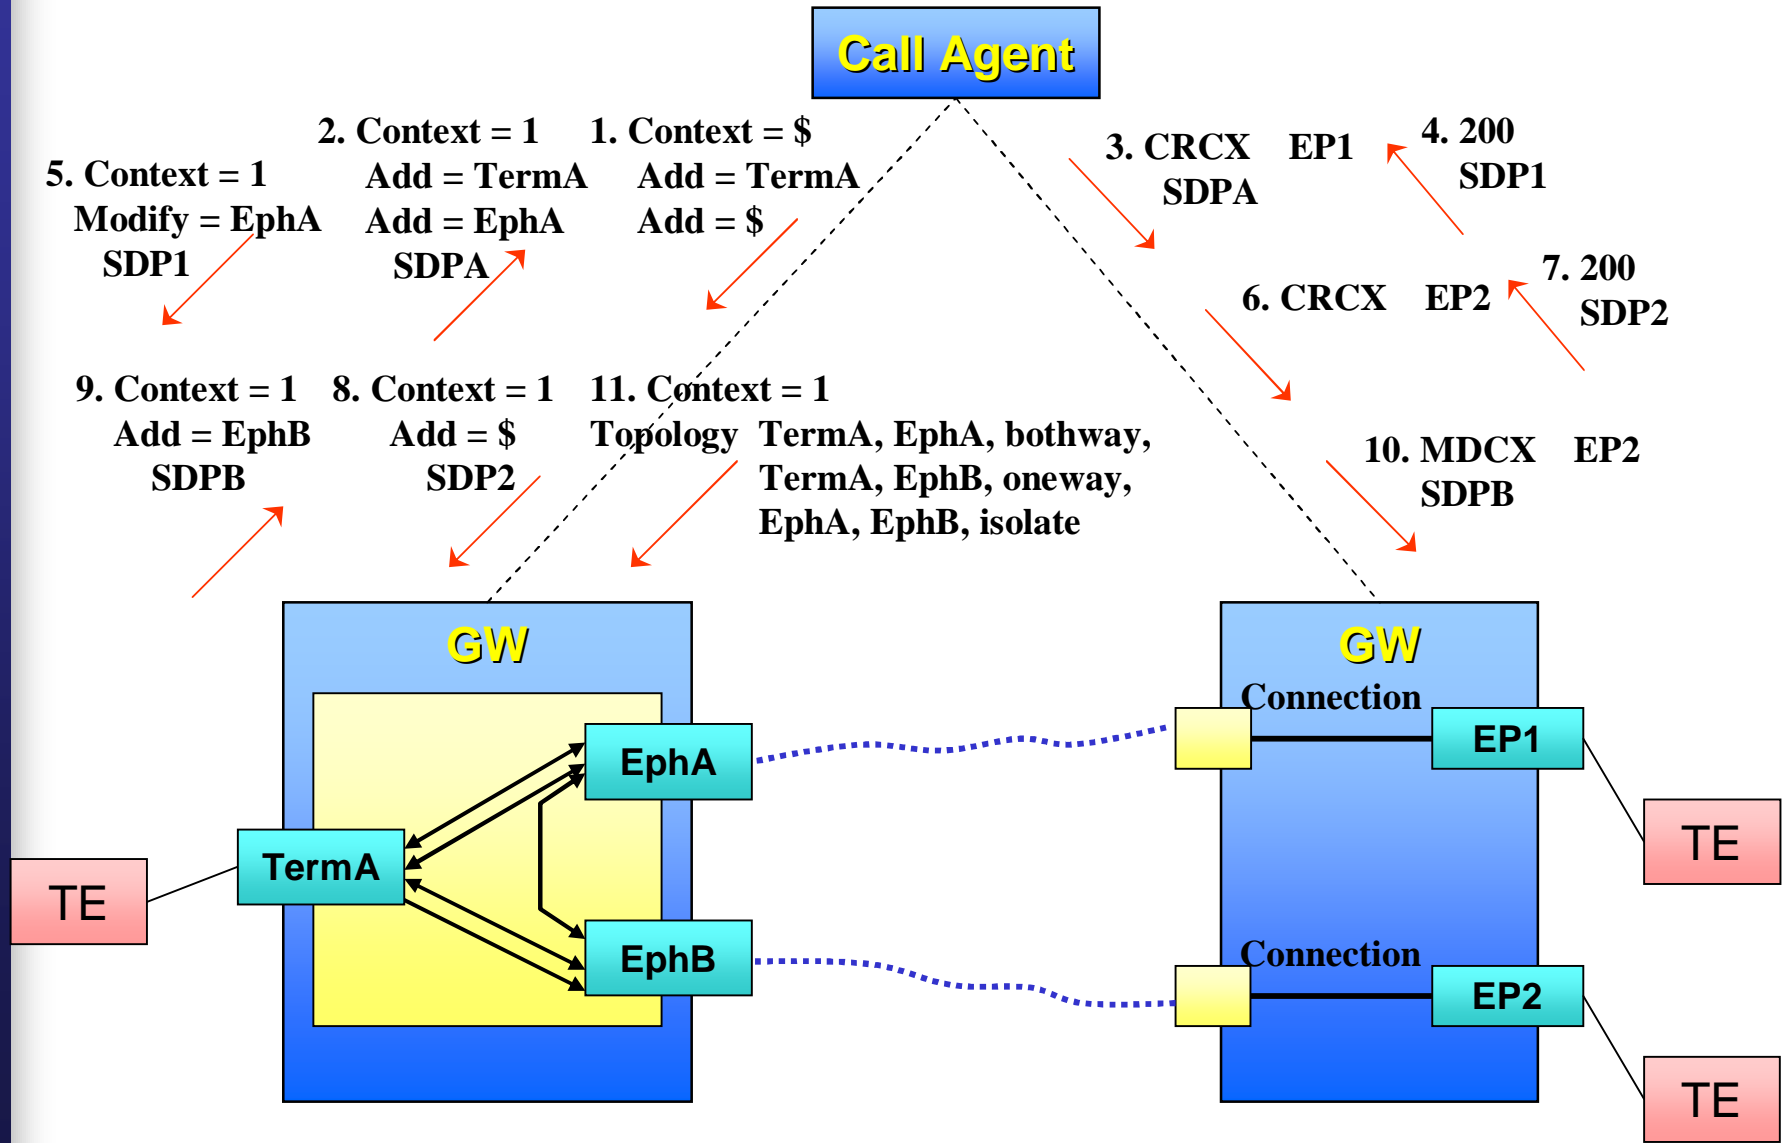 Call Agent
1. Context = $
Add = TermA
Add = $
2. Context = 1
Add = TermA
Add = EphA
SDPA
3. CRCX EP1
SDPA
4. 200
SDP1
5. Context = 1
Modify = EphA
SDP1
6. CRCX EP2
7. 200
SDP2
8. Context = 1
Add = $
SDP2
9. Context = 1
Add = EphB
SDPB
10. MDCX EP2
SDPB
11. Context = 1
Topology TermA, EphA, bothway,
TermA, EphB, oneway,
EphA, EphB, isolate
GW
EphA
TermA
EphB
TE
GW
Connection
EP1
TE
Connection
EP2
TE